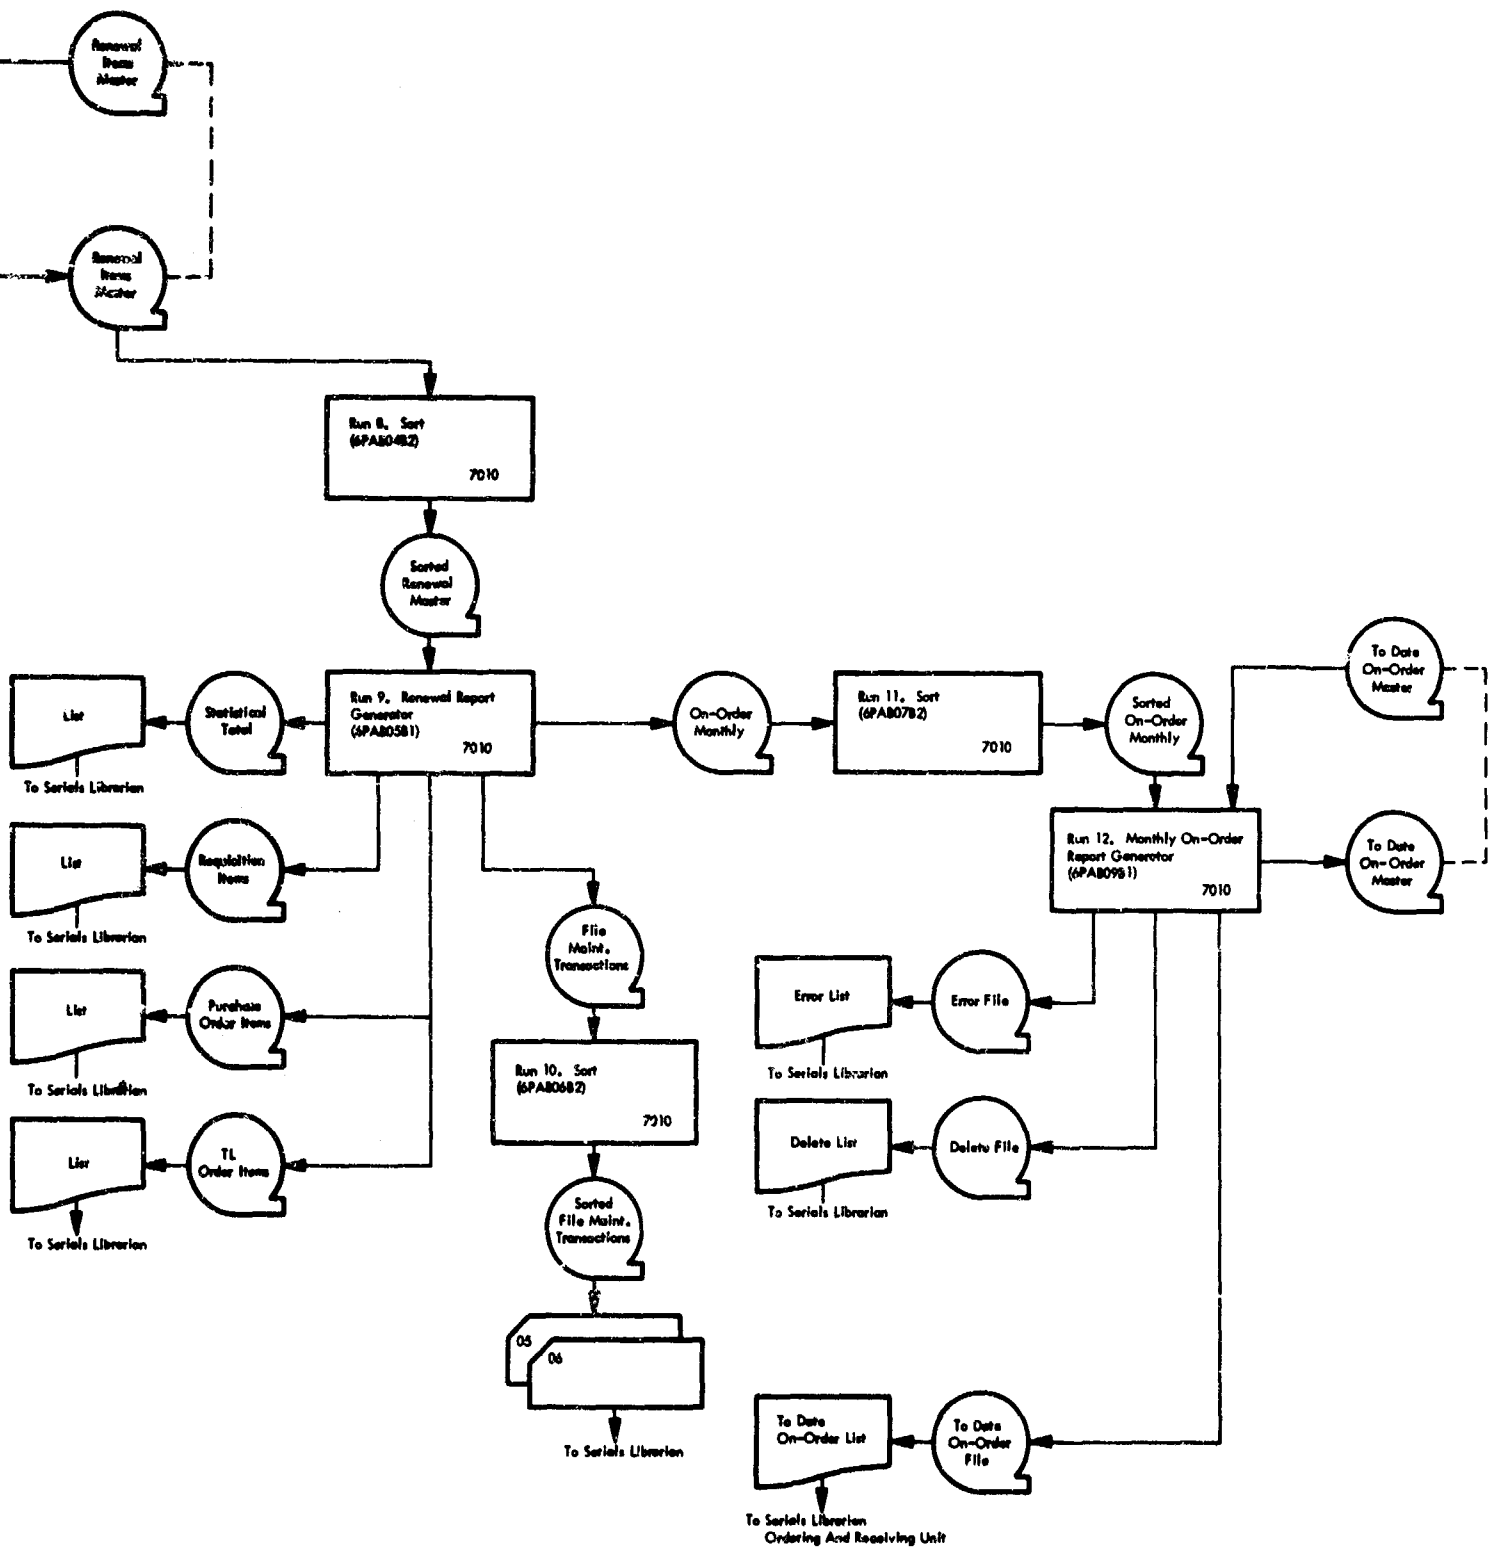 Renewal
Items
Master
Renewal
Items
Master
Run 8. Sort
(6PAB04B2)
7010
Sorted
Renewal
Master
Run 9. Renewal Report
Generator
(6PAB05B1)
7010
Statistical
Total
List
To Serials Librarian
Requisition
Items
List
To Serials Librarian
Purchase
Order Items
List
To Serials Librarian
TL
Order Items
List
To Serials Librarian
File
Maint.
Transactions
Run 10. Sort
(6PAB06B2)
7010
Sorted
File Maint.
Transactions
05
06
To Serials Librarian
On-Order
Monthly
Run 11. Sort
(6PAB07B2)
7010
Sorted
On-Order
Monthly
To Date
On-Order
Master
Run 12. Monthly On-Order
Report Generator
(6PAB09B1)
7010
To Date
On-Order
Master
Error List
Error File
To Serials Librarian
Delete List
Delete File
To Serials Librarian
To Date
On-Order List
To Date
On-Order
File
To Serials Librarian
Ordering And Receiving Unit